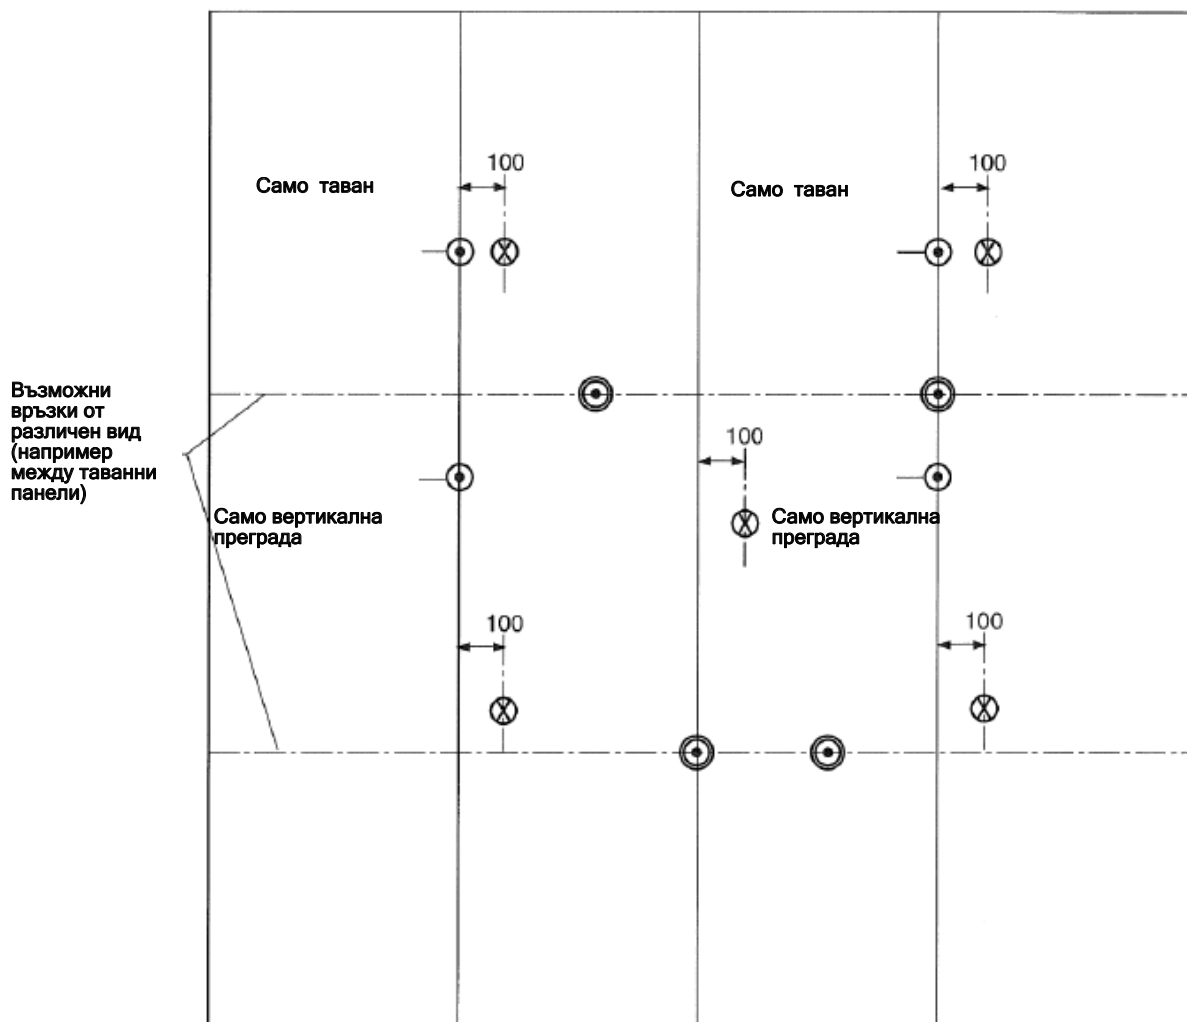 100
100
Само таван
Само таван
Възможни
връзки от
различен вид
(например
между таванни
панели)
100
Само вертикална
преграда
Само вертикална
преграда
100
100